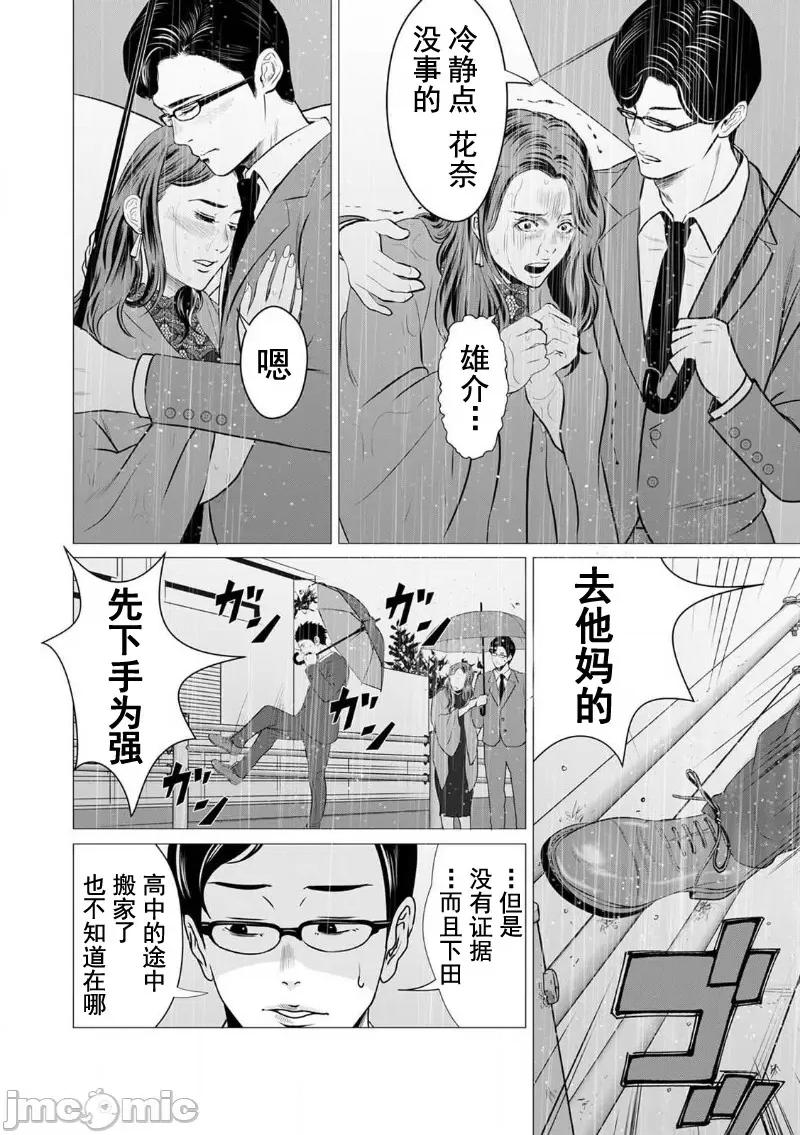 冷静点 花奈
没事的
雄介…
嗯
去他妈的
ゴッ
ガン
ガン
ガン
先下手为强
…但是
没有证据
…而且下田
高中的途中
搬家了
也不知道在哪
jmcomic